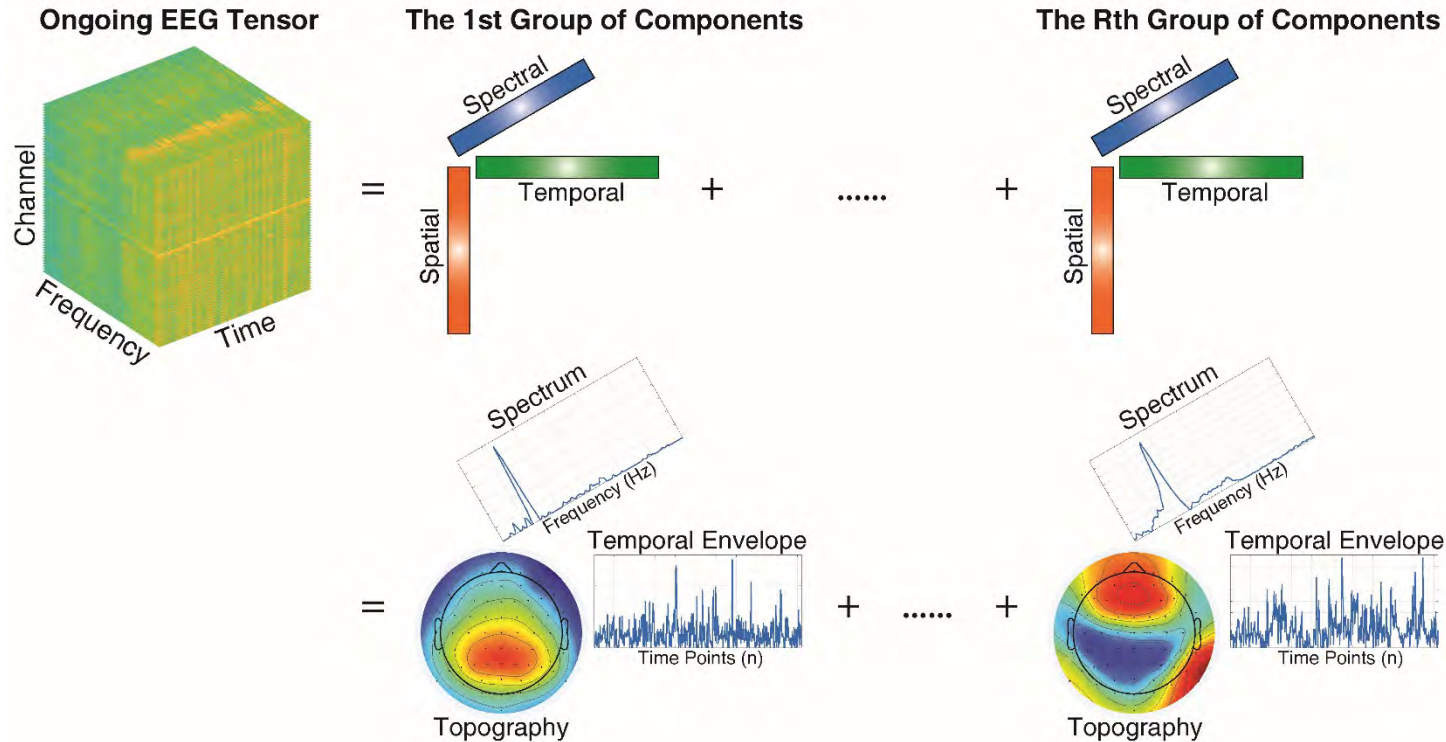 Ongoing EEG Tensor
The 1st Group of Components
The Rth Group of Components
Channel
Frequency
Time
=
Spectral
Temporal
Spatial
+
......
+
Spectral
Temporal
Spatial
=
Spectrum
Frequency (Hz)
Temporal Envelope
Time Points (n)
Topography
+
......
+
Spectrum
Frequency (Hz)
Temporal Envelope
Time Points (n)
Topography